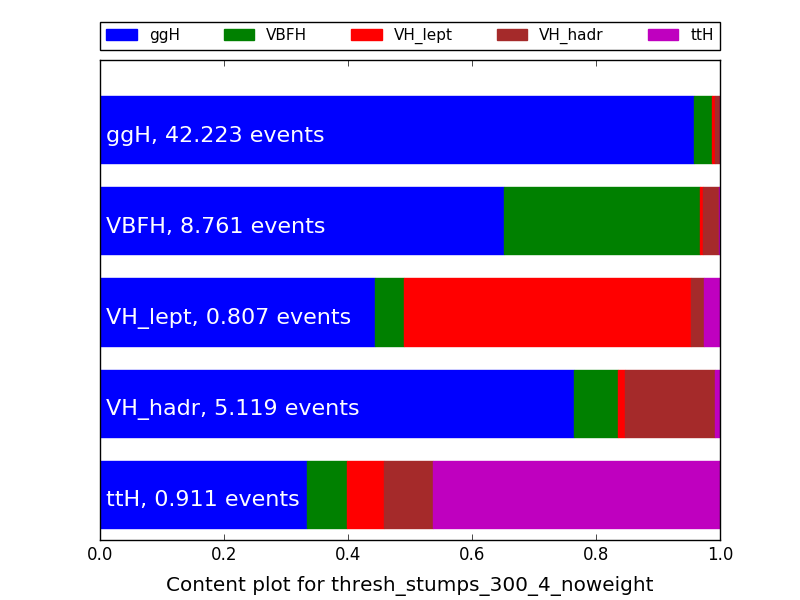 ggH VBFH VH_lept VH_hadr ttH
ggH, 42.223 events
VBFH, 8.761 events
VH_lept, 0.807 events
VH_hadr, 5.119 events
ttH, 0.911 events
0.0 0.2 0.4 0.6 0.8 1.0
Content plot for thresh_stumps_300_4_noweight